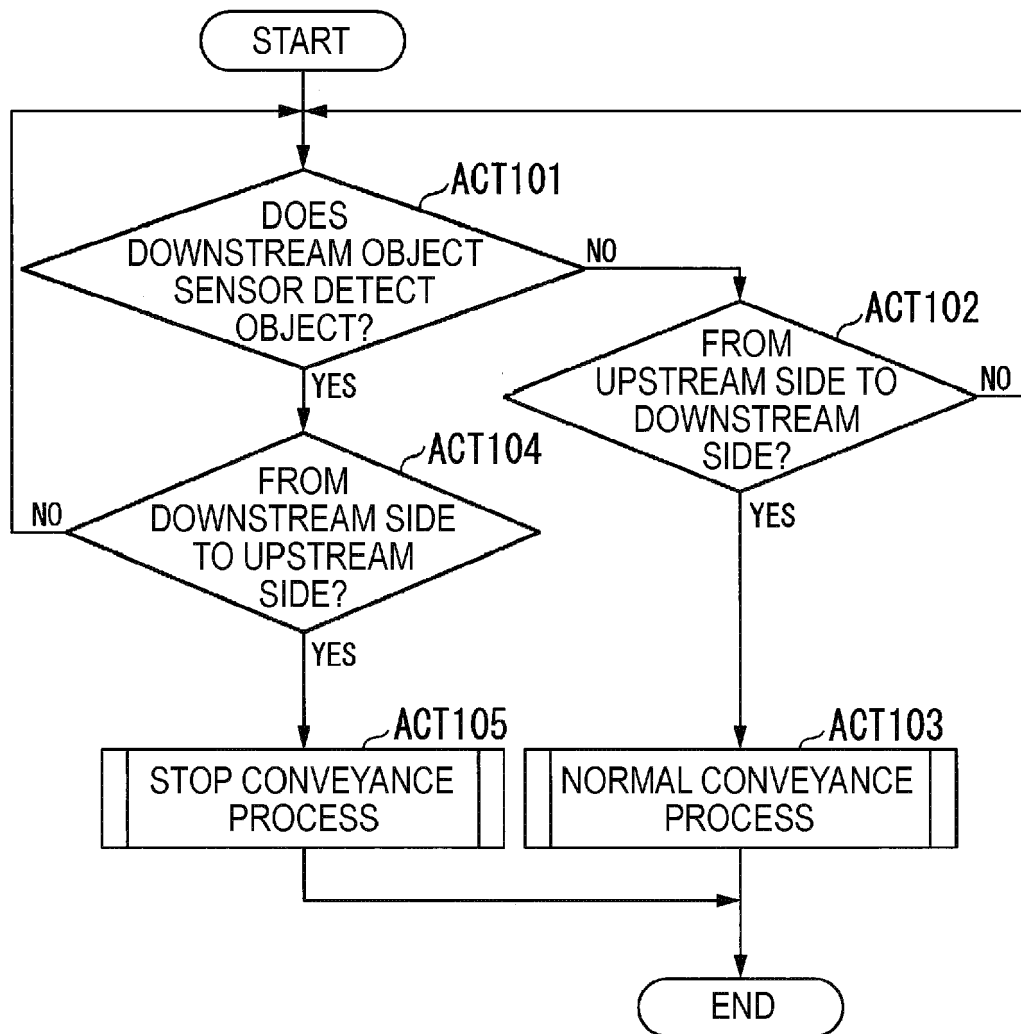 START
ACT101
DOES
DOWNSTREAM OBJECT
SENSOR DETECT
OBJECT?
NO
YES
ACT102
FROM
UPSTREAM SIDE TO
DOWNSTREAM
SIDE?
NO
YES
ACT104
FROM
DOWNSTREAM SIDE
TO UPSTREAM
SIDE?
NO
YES
ACT105
STOP CONVEYANCE
PROCESS
ACT103
NORMAL CONVEYANCE
PROCESS
END